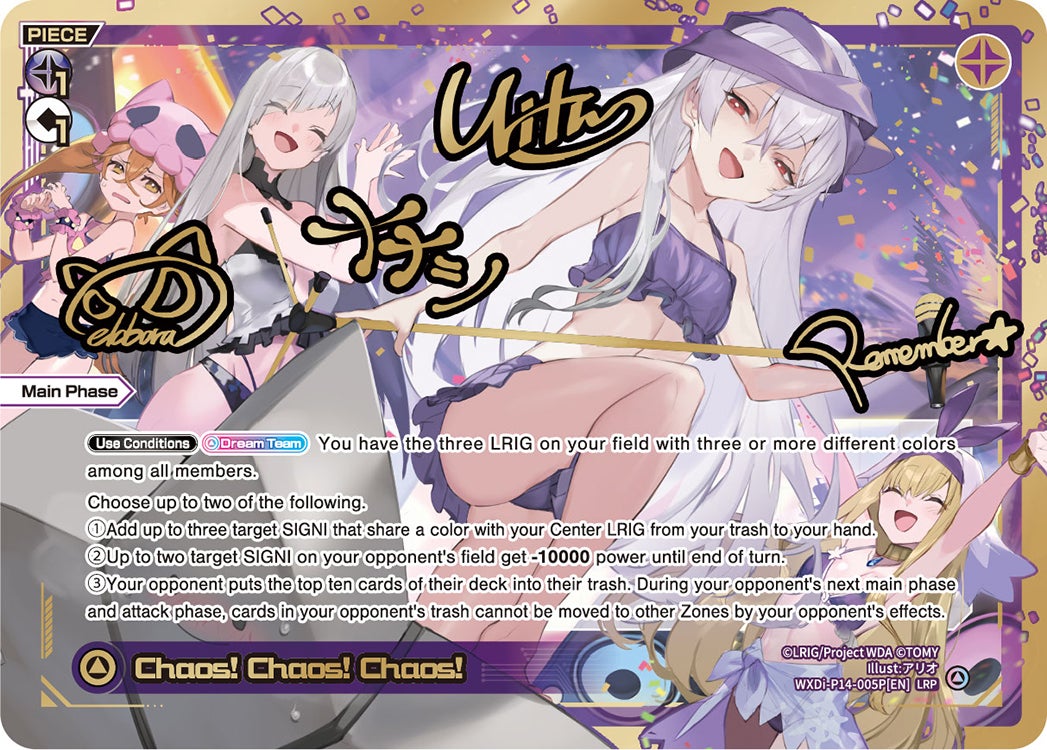 PIECE
1
1
Uith
ナナシ
Debbora
Remember★
Main Phase
Use Conditions Dream Team You have the three LRIG on your field with three or more different colors
among all members.
Choose up to two of the following.
①Add up to three target SIGNI that share a color with your Center LRIG from your trash to your hand.
②Up to two target SIGNI on your opponent's field get -10000 power until end of turn.
③Your opponent puts the top ten cards of their deck into their trash. During your opponent's next main phase
and attack phase, cards in your opponent's trash cannot be moved to other Zones by your opponent's effects.
Chaos! Chaos! Chaos!
©LRIG/Project WDA ©TOMY
Illust:アリオ
WXDi-P14-005P[EN] LRP